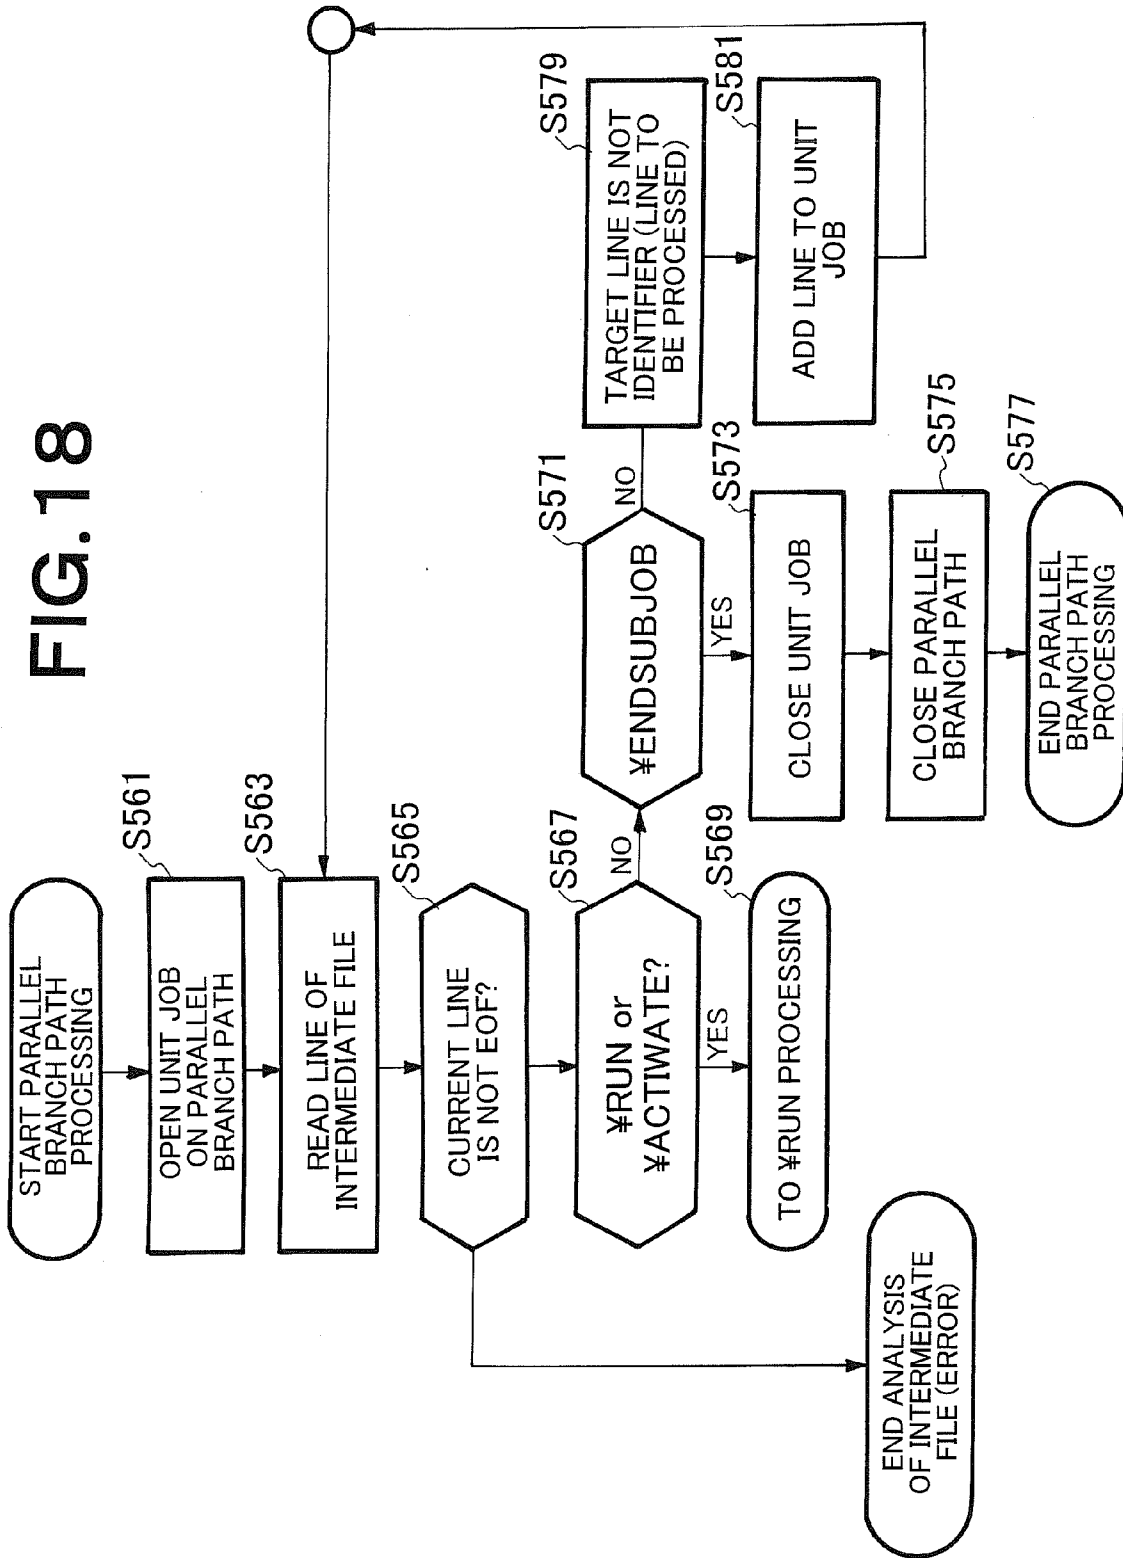 FIG.18
START PARALLEL
BRANCH PATH
PROCESSING
S561
OPEN UNIT JOB
ON PARALLEL
BRANCH PATH
S563
READ LINE OF
INTERMEDIATE FILE
S565
CURRENT LINE
IS NOT EOF?
S567
¥RUN or
¥ACTIWATE?
NO
YES
S569
TO ¥RUN PROCESSING
END ANALYSIS
OF INTERMEDIATE
FILE (ERROR)
S571
¥ENDSUBJOB
NO
YES
S573
CLOSE UNIT JOB
S575
CLOSE PARALLEL
BRANCH PATH
S577
END PARALLEL
BRANCH PATH
PROCESSING
S579
TARGET LINE IS NOT
IDENTIFIER (LINE TO
BE PROCESSED)
S581
ADD LINE TO UNIT
JOB